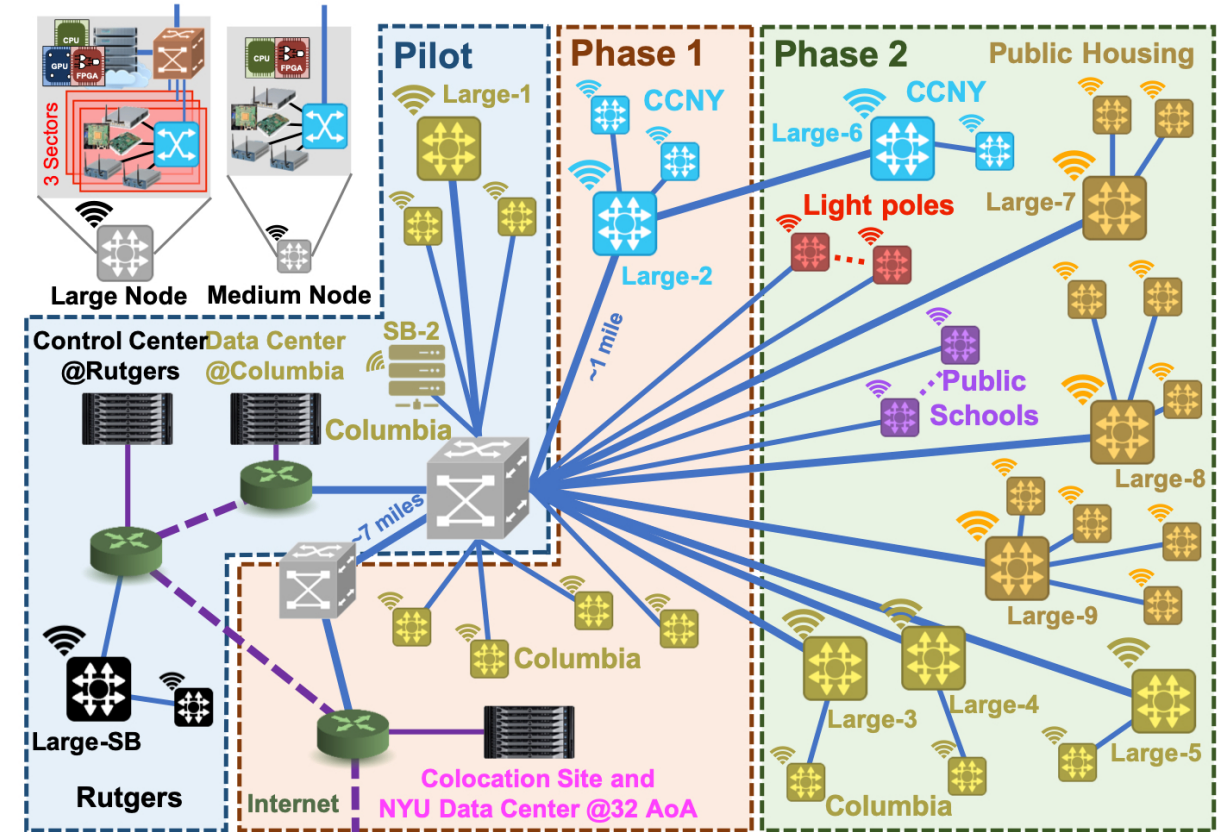 CPU
GPU
FPGA
3 Sectors
Large Node
CPU
FPGA
Medium Node
Pilot
Large-1
SB-2
Columbia
Control Center
@Rutgers
Data Center
@Columbia
~7 miles
Large-SB
Rutgers
Phase 1
CCNY
Large-2
~1 mile
Columbia
Internet
Colocation Site and
NYU Data Center @32 AoA
Phase 2
Public Housing
CCNY
Large-6
Large-7
Light poles
Public
Schools
Large-8
Large-9
Large-3
Large-4
Large-5
Columbia